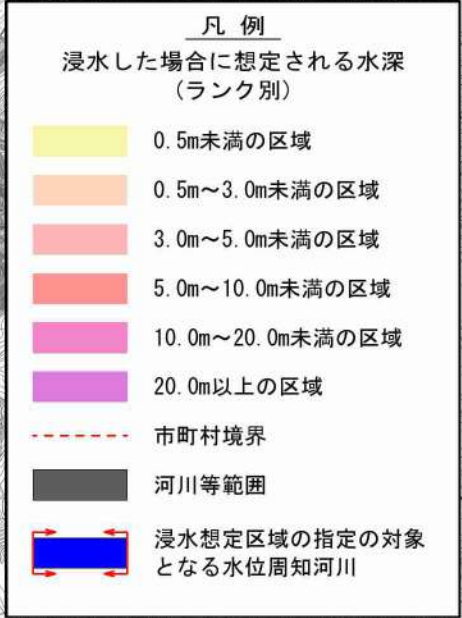 凡 例
浸水した場合に想定される水深
(ランク別)
0.5m未満の区域
0.5m～3.0m未満の区域
3.0m～5.0m未満の区域
5.0m～10.0m未満の区域
10.0m～20.0m未満の区域
20.0m以上の区域
市町村境界
河川等範囲
浸水想定区域の指定の対象
となる水位周知河川